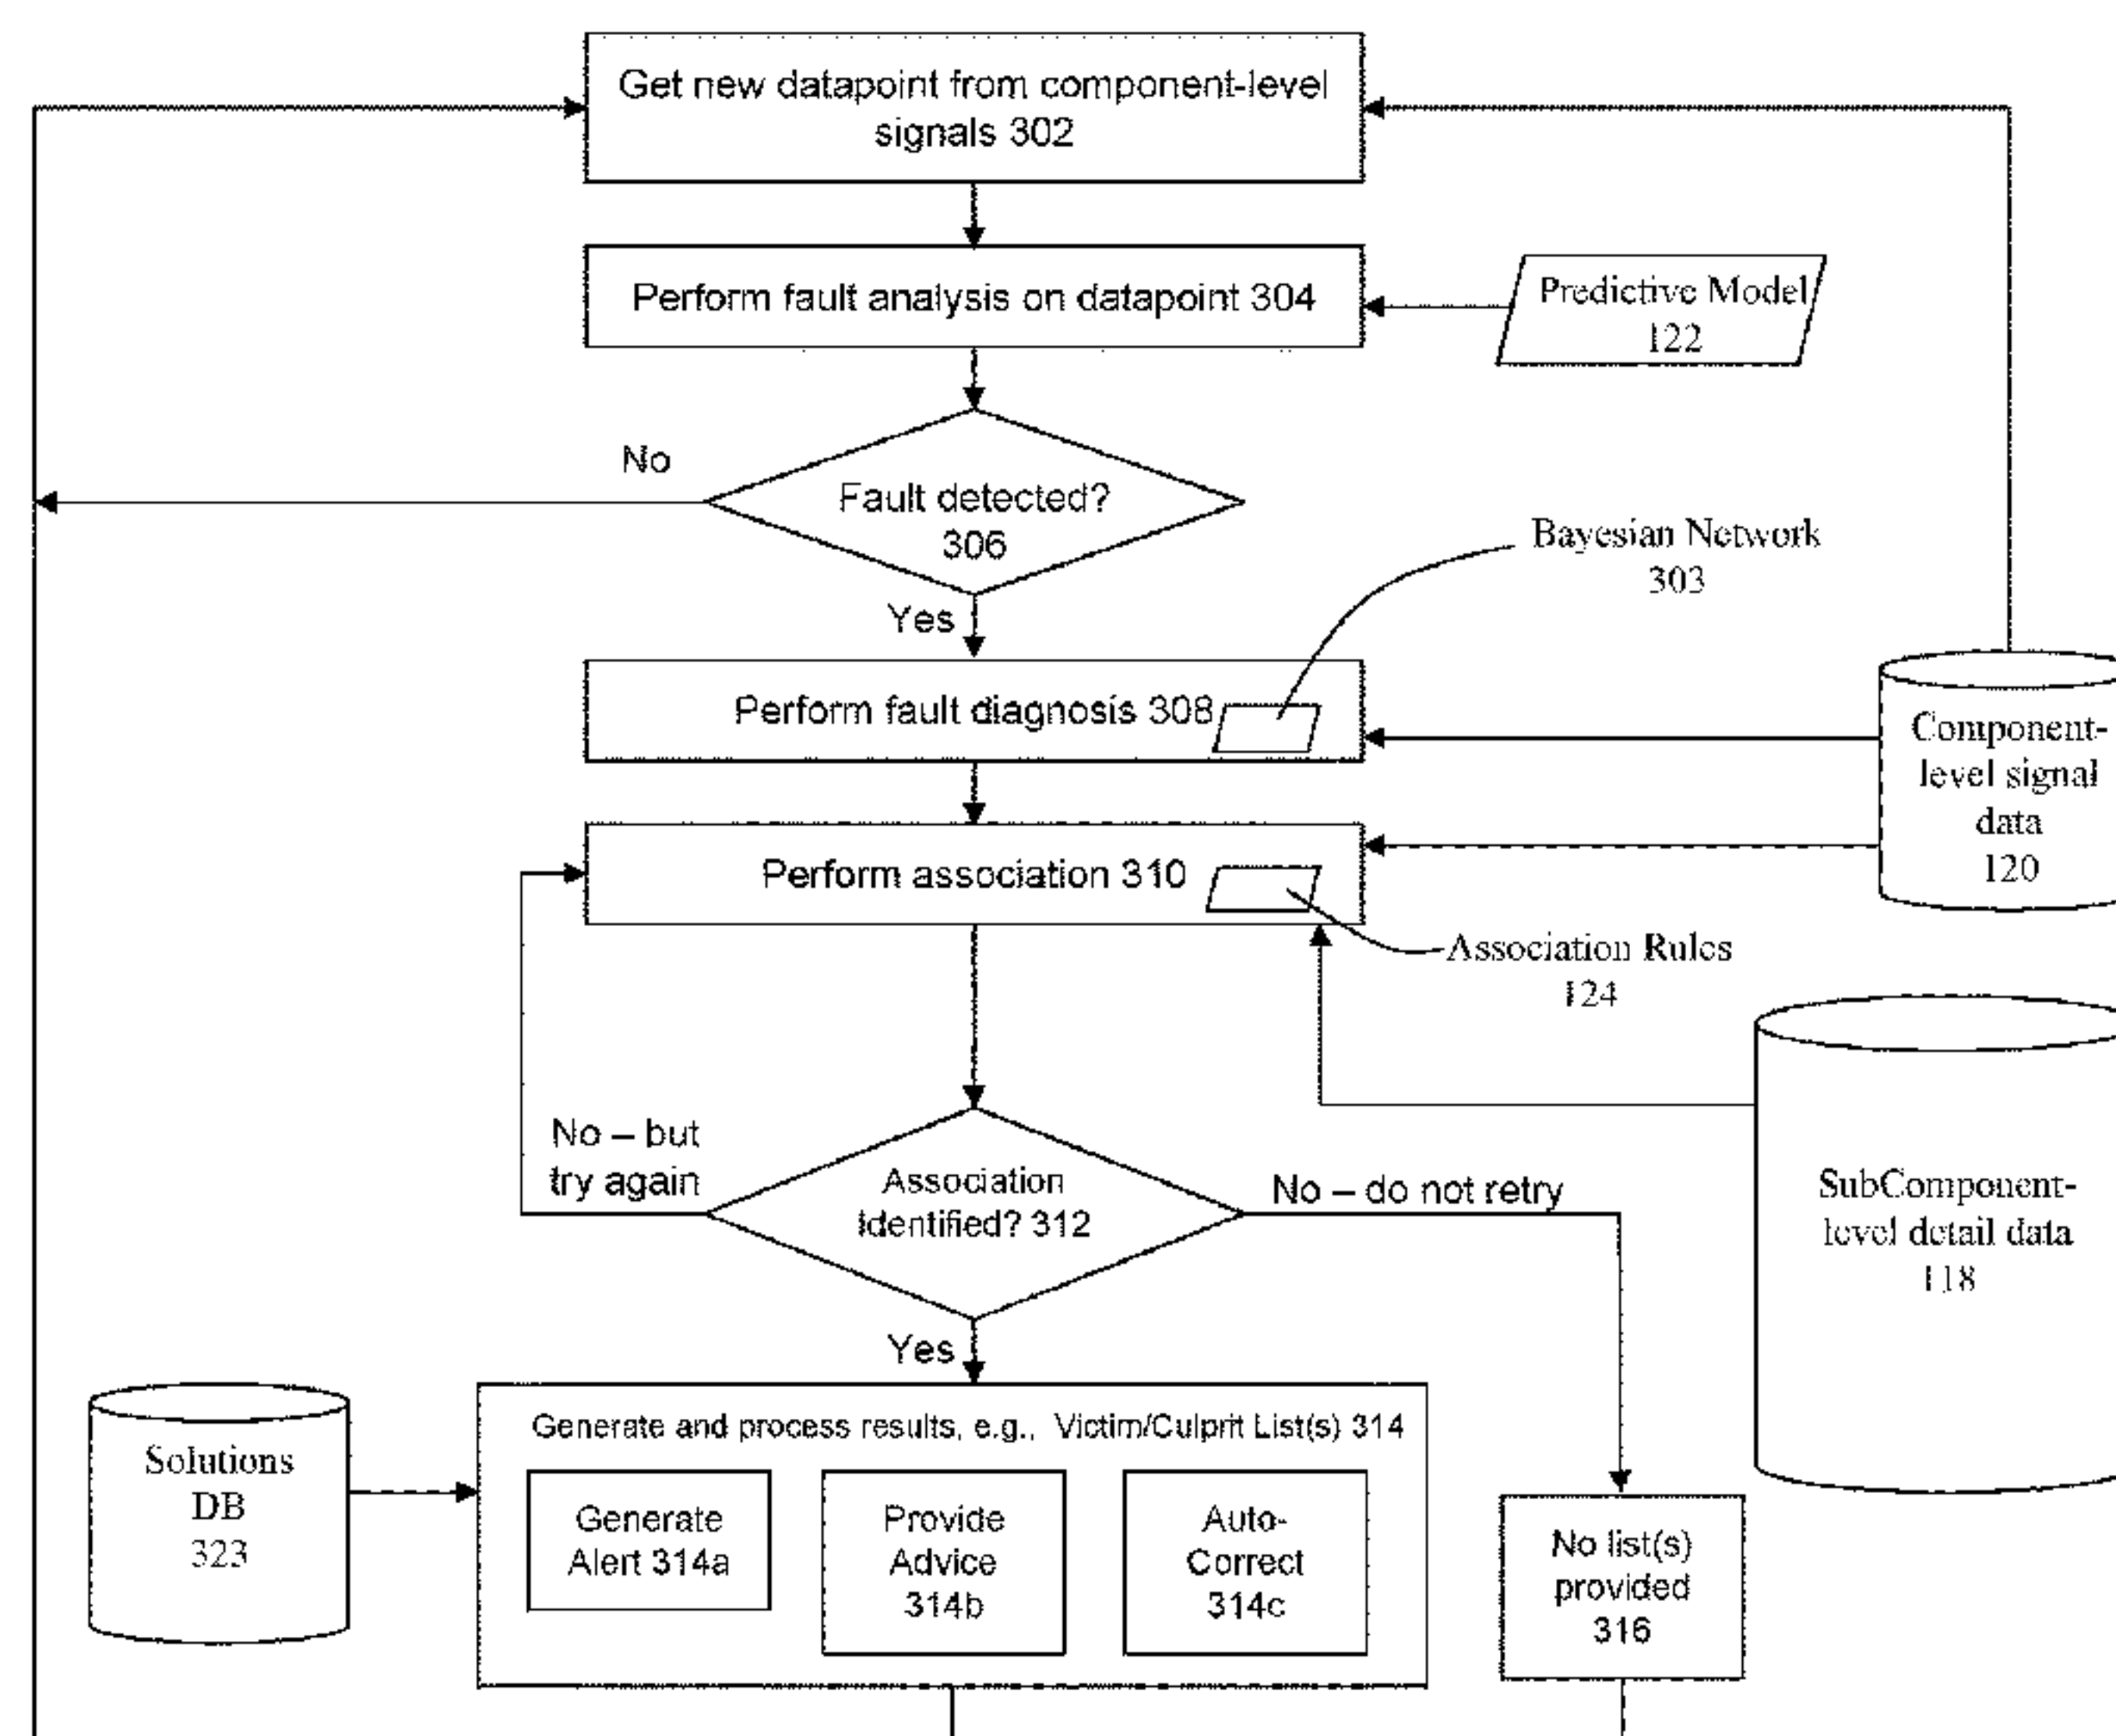 Get new datapoint from component-level
signals 302
Perform fault analysis on datapoint 304
Predictive Model
122
No
Fault detected?
306
Bayesian Network
303
Yes
Perform fault diagnosis 308
Component-
level signal
data
120
Perform association 310
Association Rules
124
No – but
try again
Association
Identified? 312
No – do not retry
SubComponent-
level detail data
118
Yes
Solutions
DB
323
Generate and process results, e.g., Victim/Culprit List(s) 314
Generate
Alert 314a
Provide
Advice
314b
Auto-
Correct
314c
No list(s)
provided
316